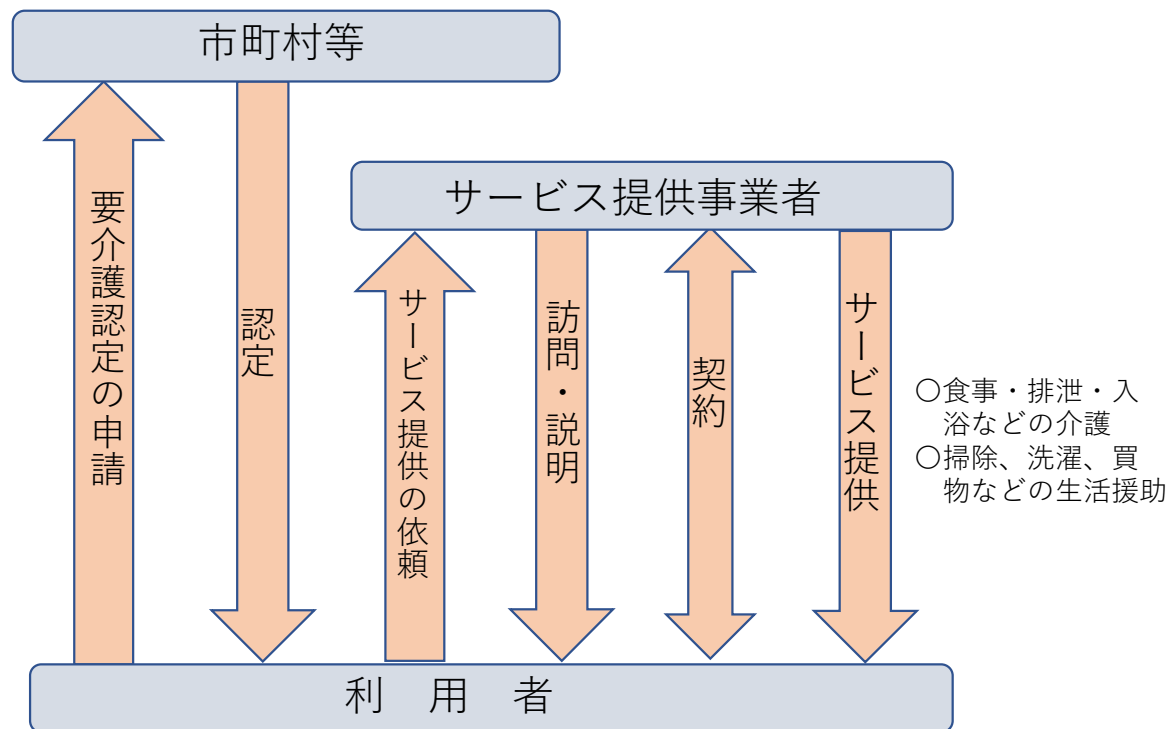 市町村等
サービス提供事業者
要介護認定の申請
認定
サービス提供の依頼
訪問・説明
契約
サービス提供
〇食事・排泄・入
浴などの介護
〇掃除、洗濯、買
物などの生活援助
利　用　者